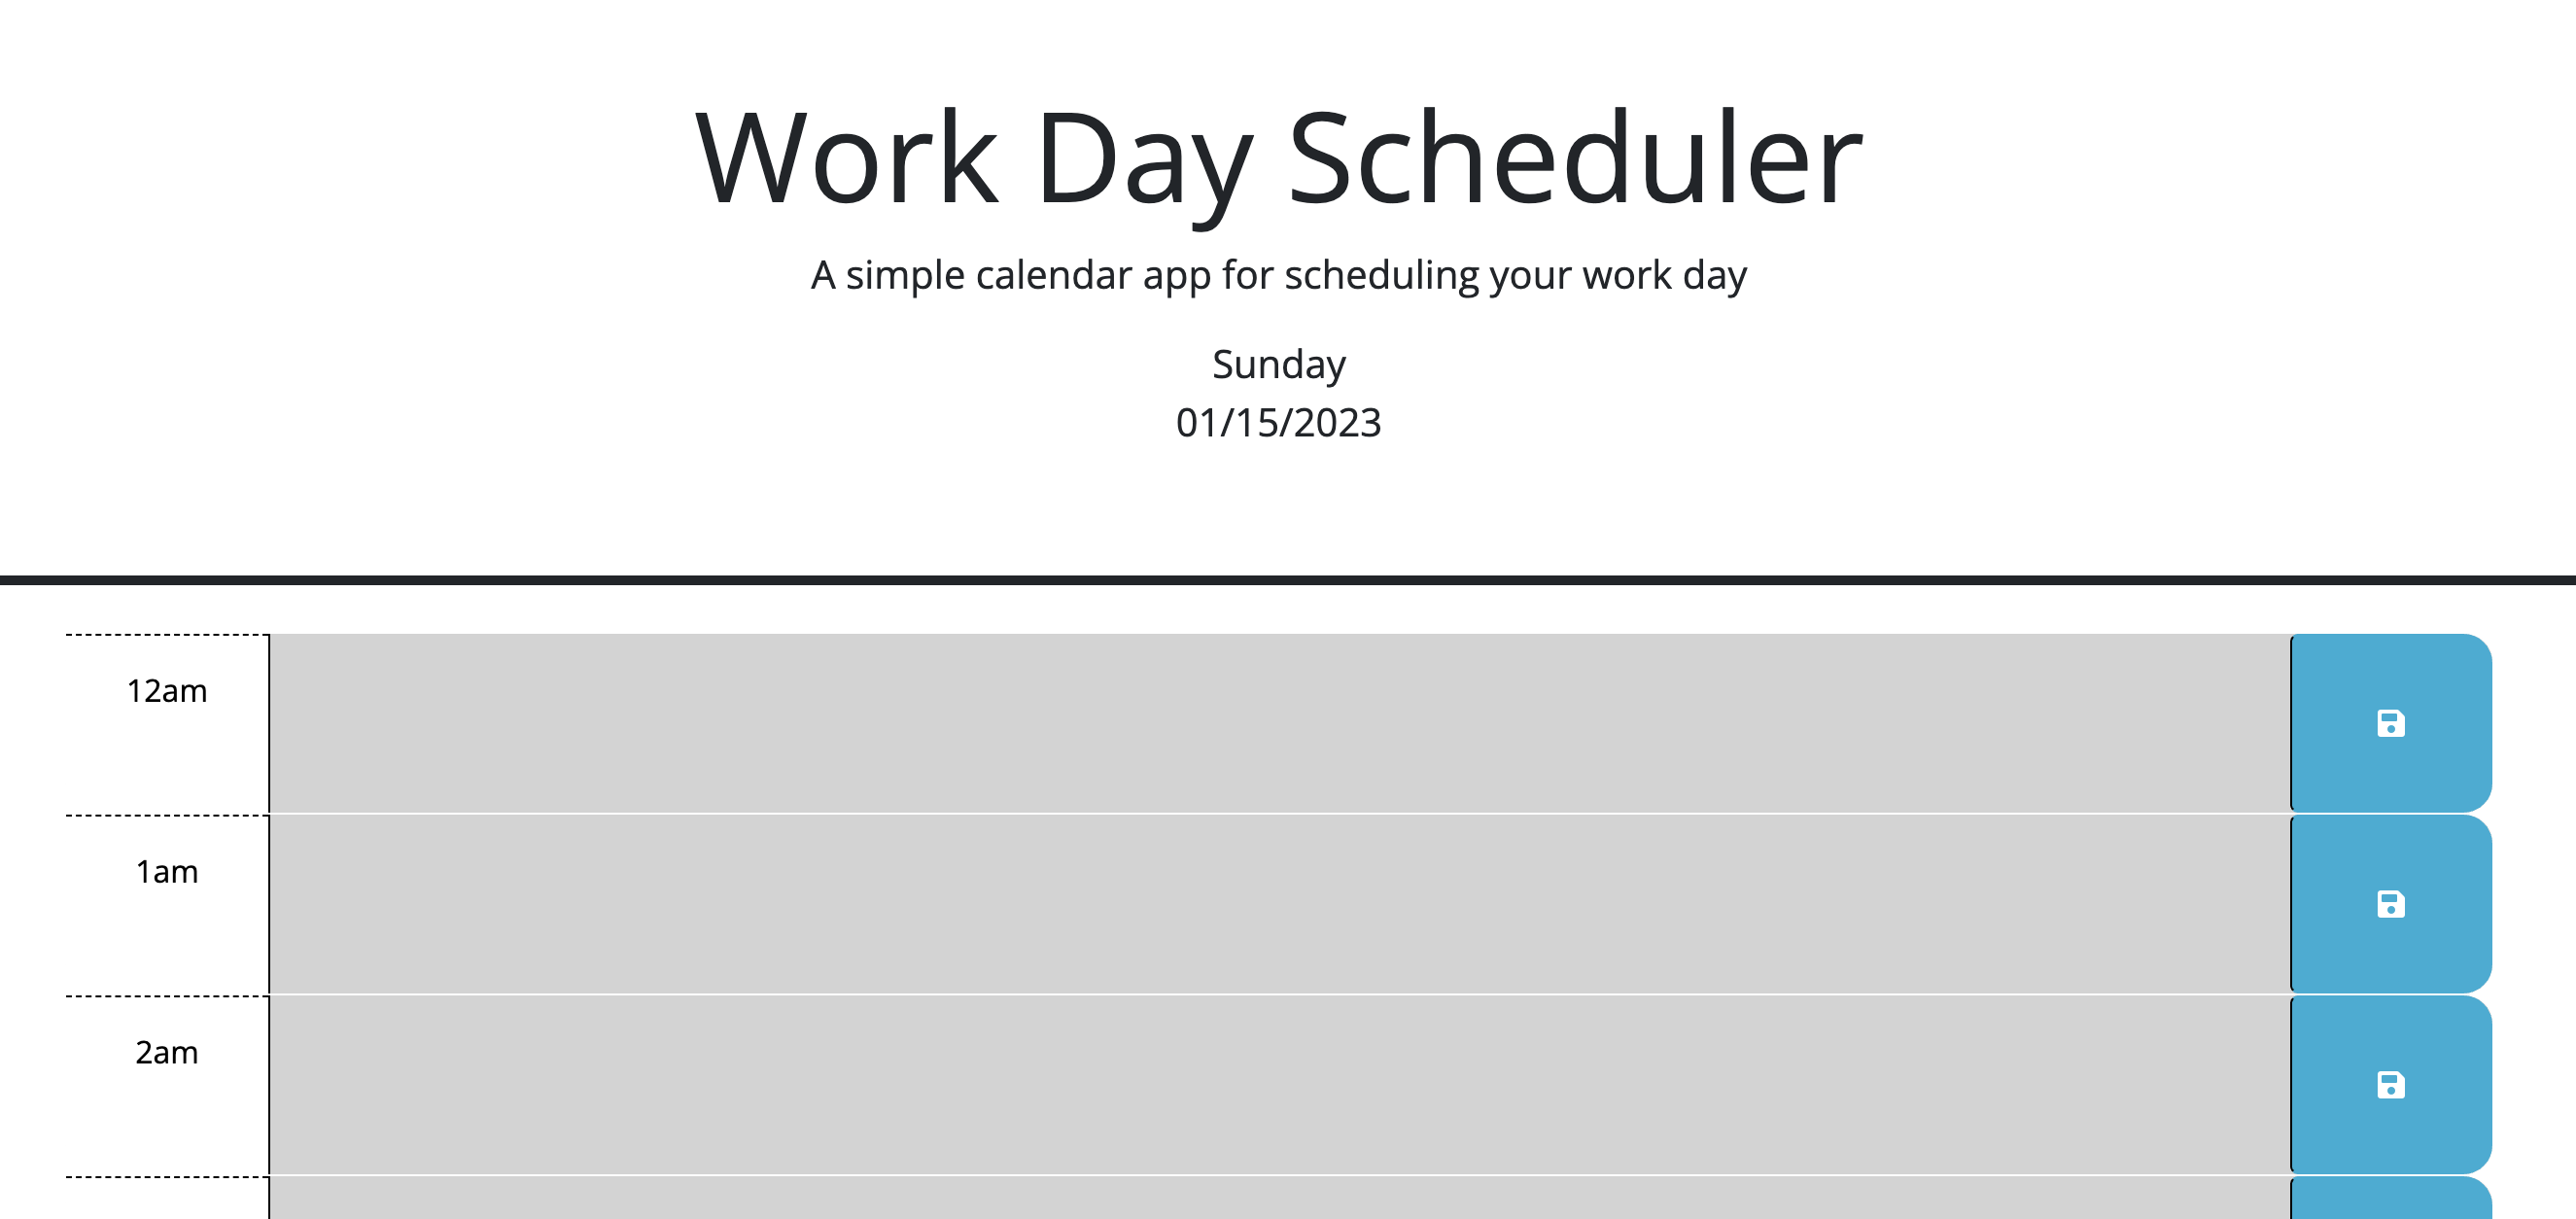 Work Day Scheduler
A simple calendar app for scheduling your work day
Sunday
01/15/2023
12am
1am
2am